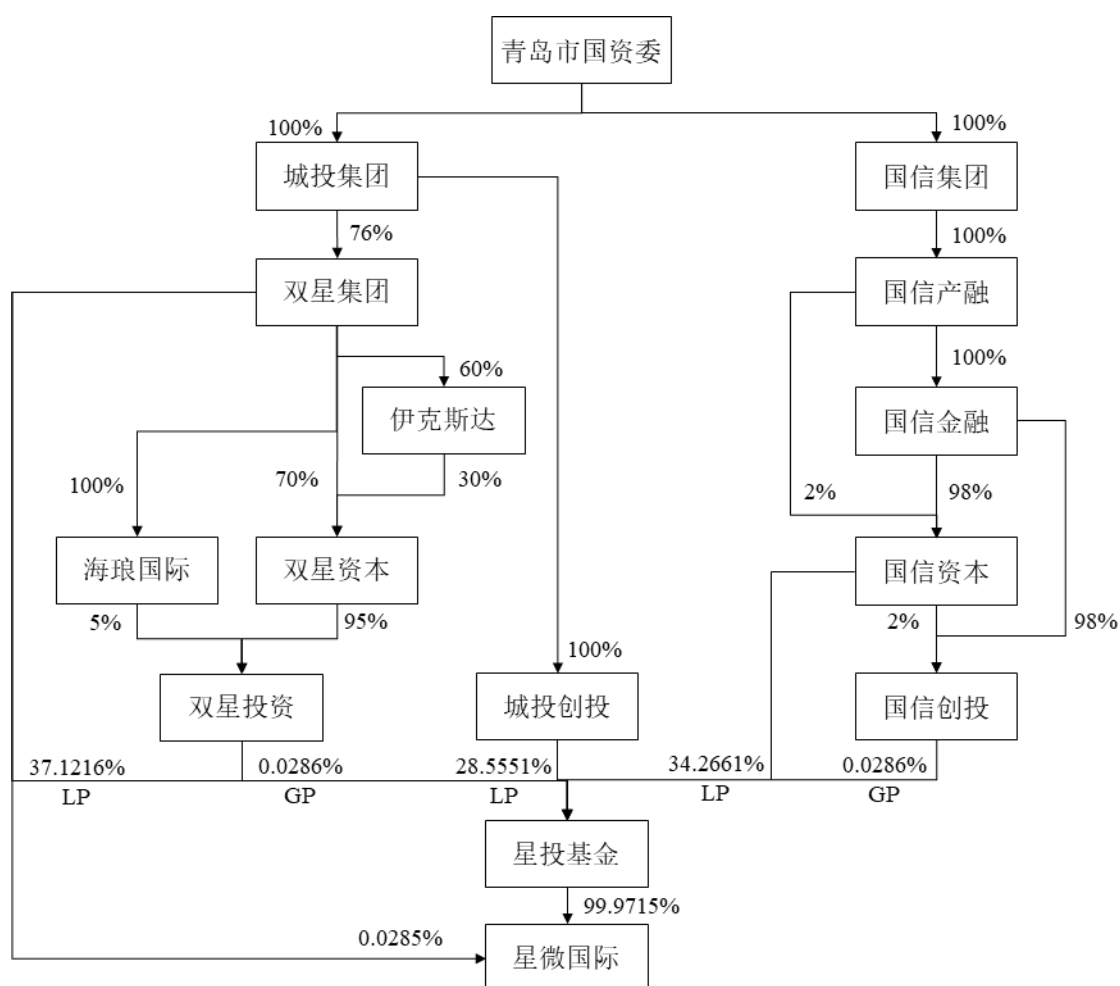 青岛市国资委
100%
100%
城投集团
国信集团
76%
100%
双星集团
国信产融
60%
100%
伊克斯达
国信金融
100%
70%
30%
2%
98%
海琅国际
双星资本
国信资本
5%
95%
2%
98%
100%
双星投资
城投创投
国信创投
37.1216%
0.0286%
28.5551%
34.2661%
0.0286%
LP
GP
LP
LP
GP
星投基金
99.9715%
0.0285%
星微国际